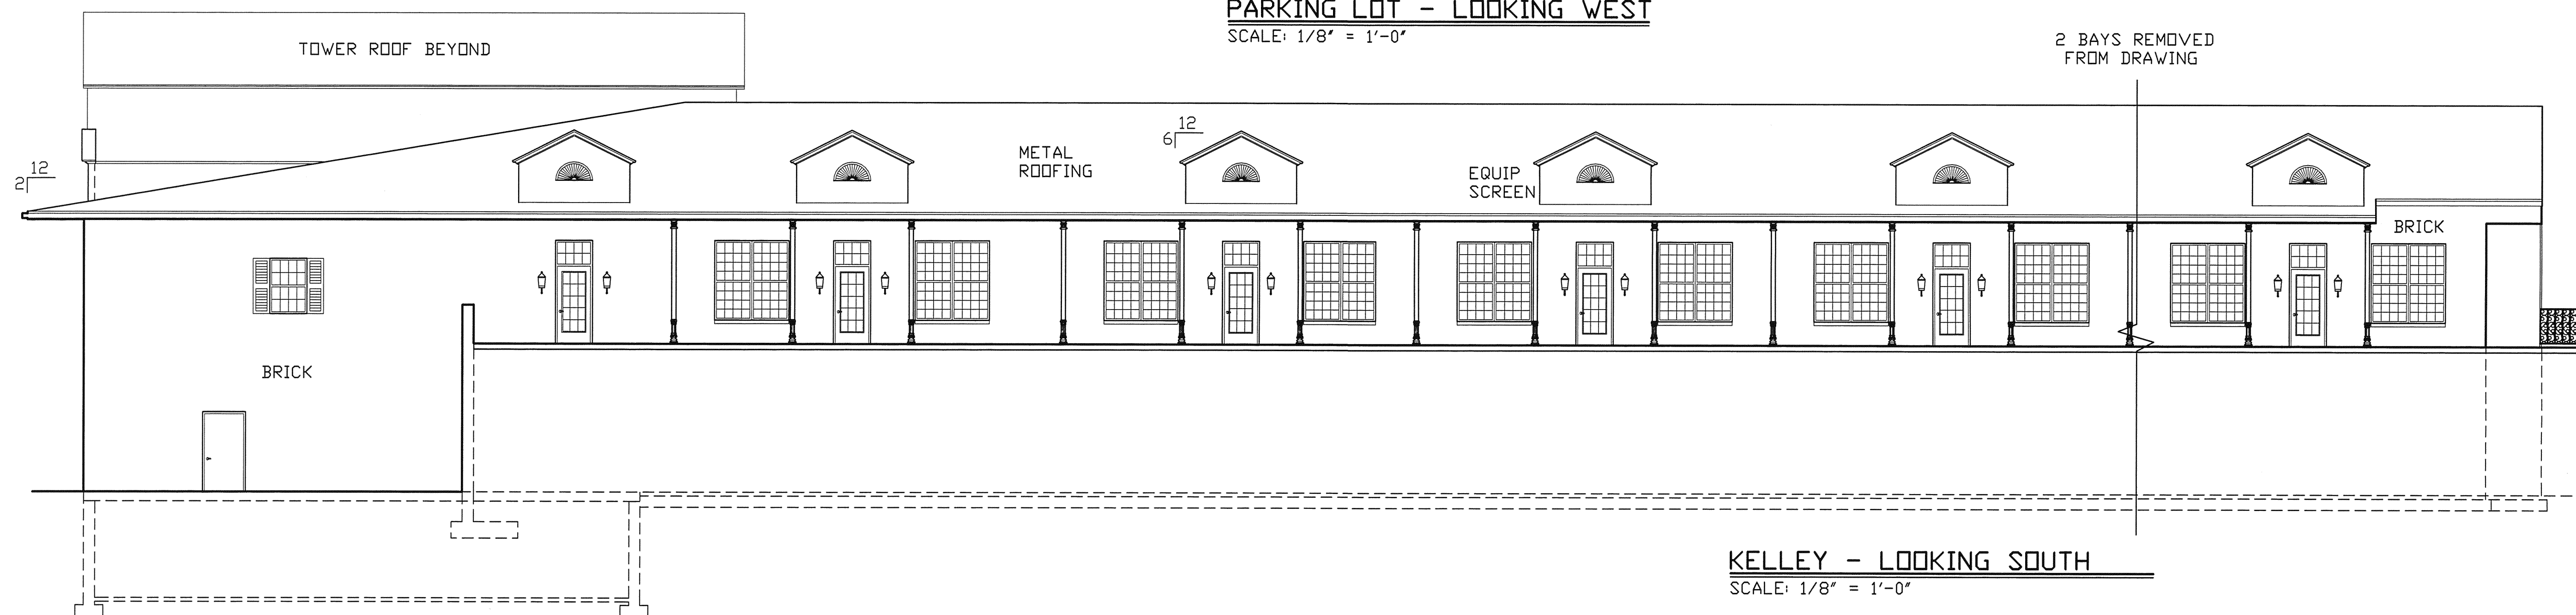 PARKING LOT - LOOKING WEST
SCALE: 1/8" = 1'-0"
TOWER ROOF BEYOND
2 BAYS REMOVED
FROM DRAWING
12
6
12
2
METAL
ROOFING
EQUIP
SCREEN
BRICK
BRICK
KELLEY - LOOKING SOUTH
SCALE: 1/8" = 1'-0"